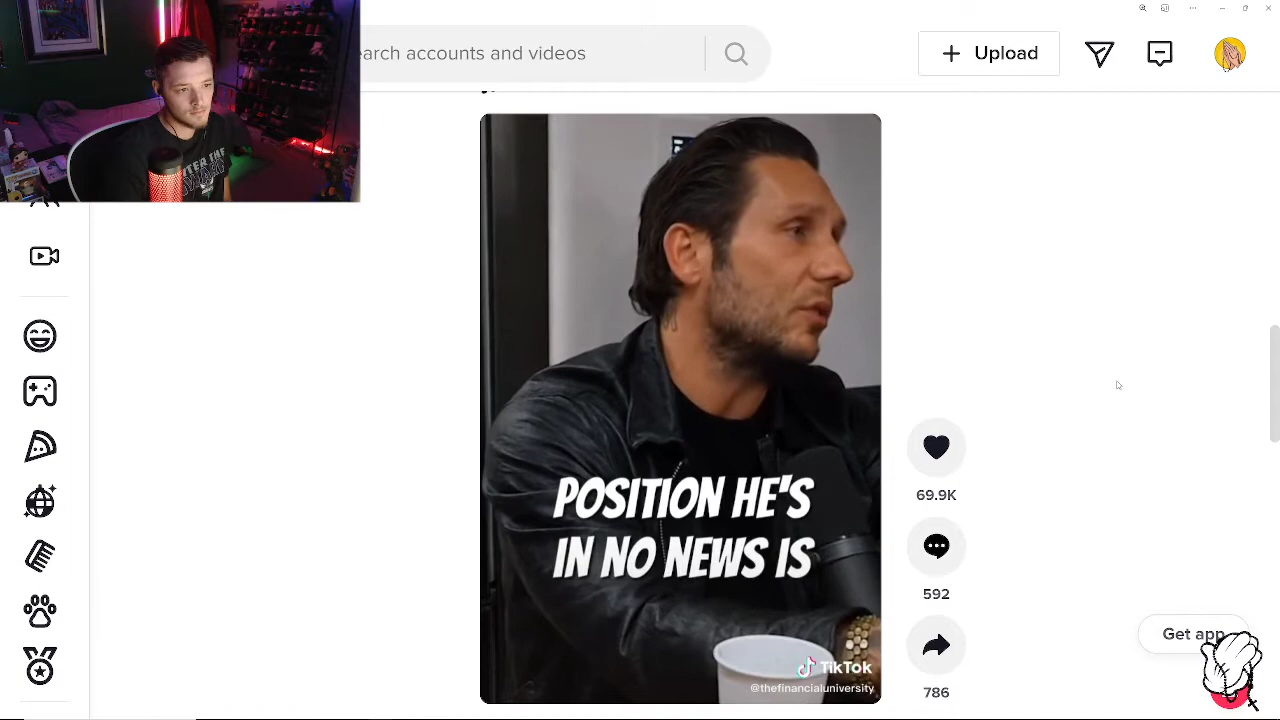 earch accounts and videos
Upload
POSITION HE'S
IN NO NEWS IS
69.9K
592
786
Get app
TikTok
@thefinancialuniversity